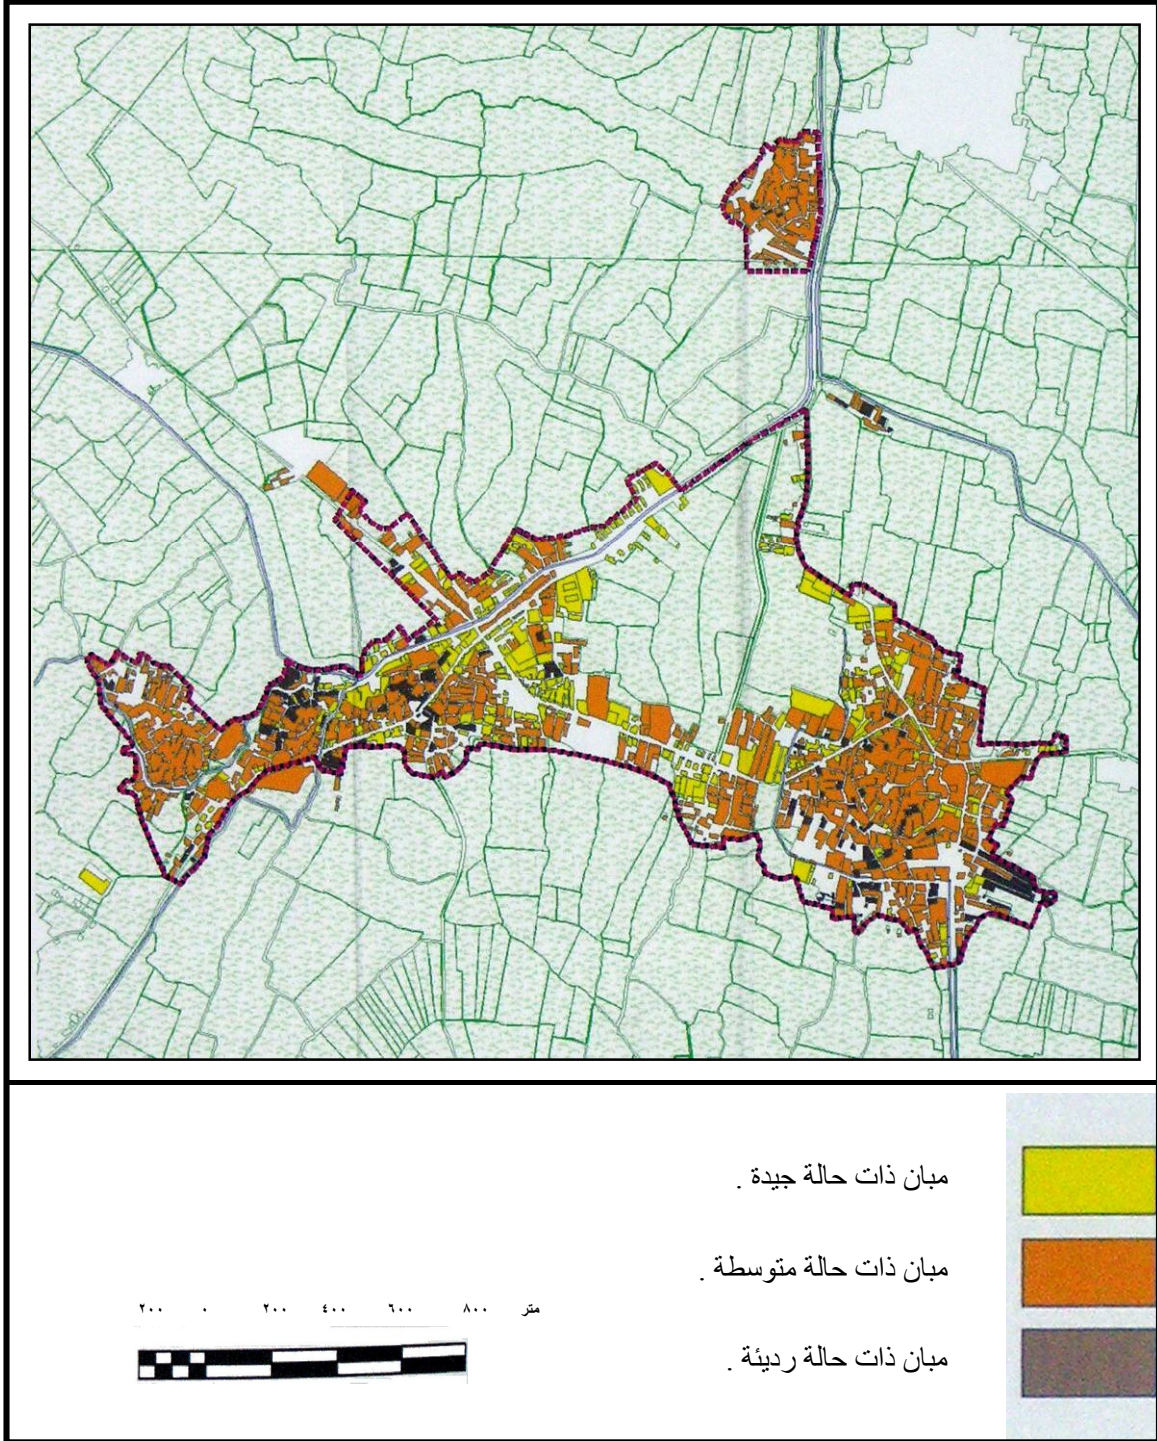 مبان ذات حالة جيدة .
مبان ذات حالة متوسطة .
مبان ذات حالة رديئة .
٢٠٠ ٠ ٢٠٠ ٤٠٠ ٦٠٠ ٨٠٠ متر